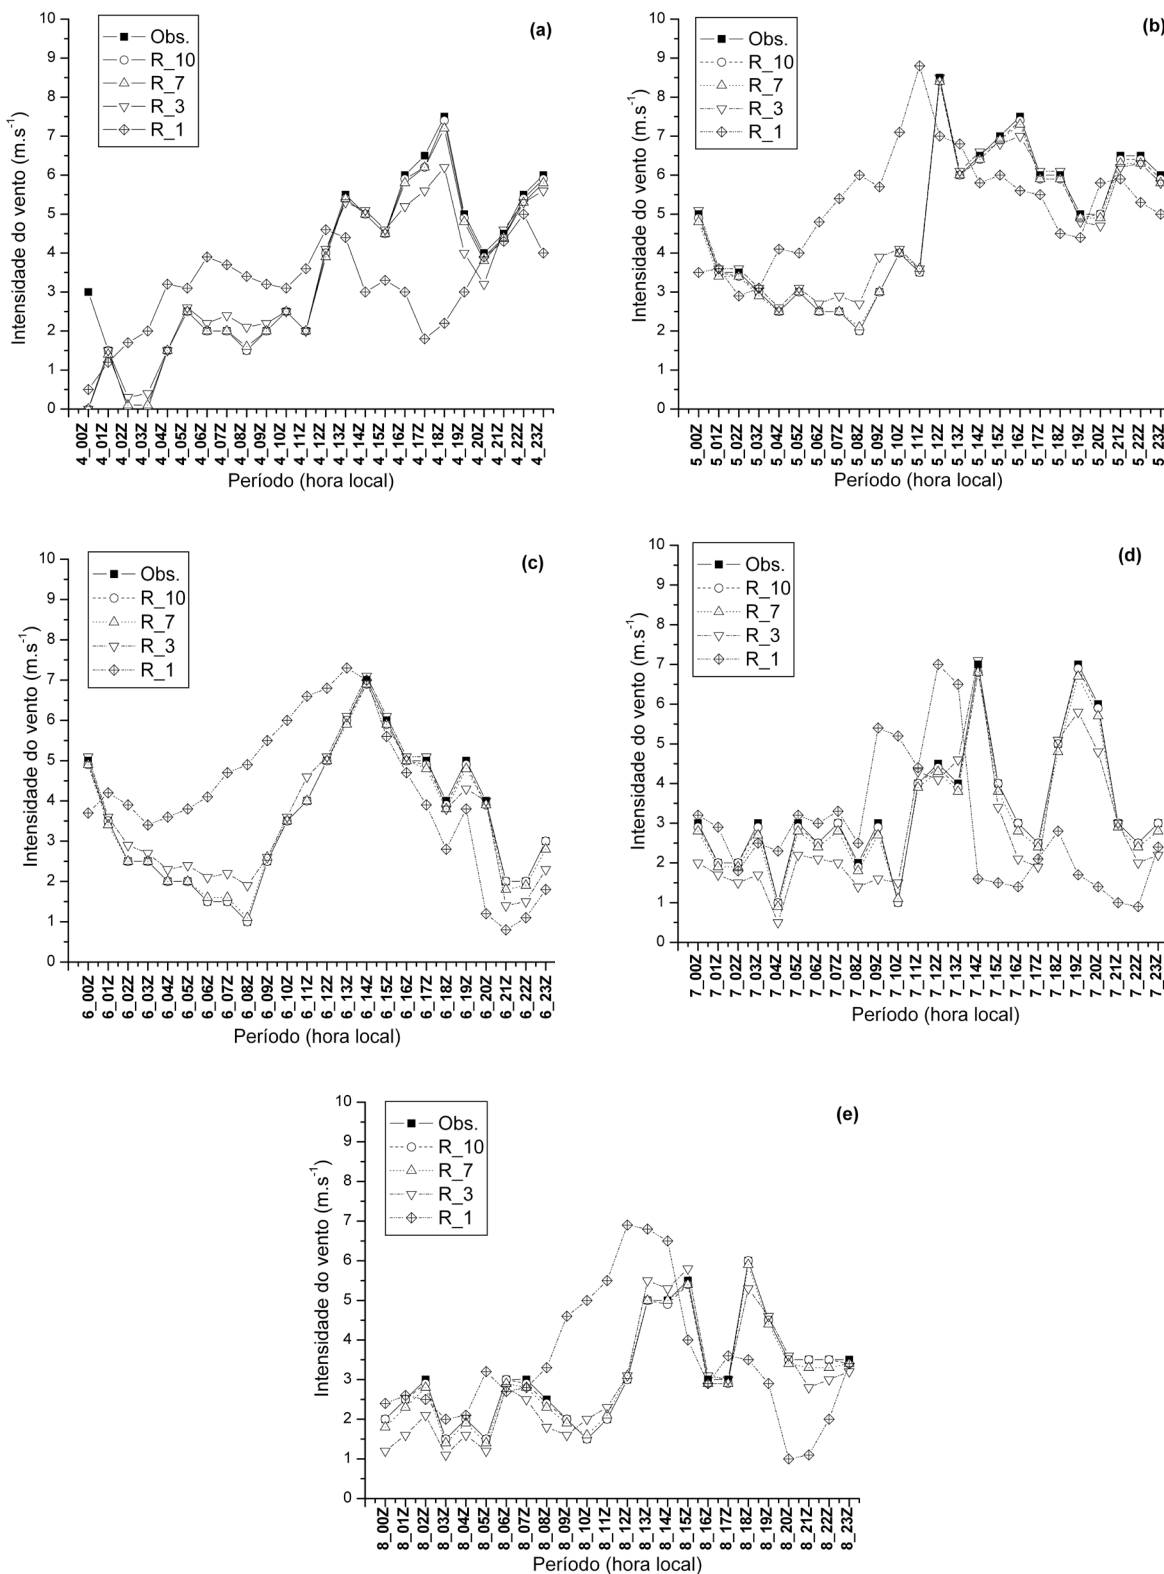 (a)
Obs.
R_10
R_7
R_3
R_1
Intensidade do vento (m.s⁻¹)
10
9
8
7
6
5
4
3
2
1
0
4_00Z
4_01Z
4_02Z
4_03Z
4_04Z
4_05Z
4_06Z
4_07Z
4_08Z
4_09Z
4_10Z
4_11Z
4_12Z
4_13Z
4_14Z
4_15Z
4_16Z
4_17Z
4_18Z
4_19Z
4_20Z
4_21Z
4_22Z
4_23Z
Período (hora local)
(b)
Obs.
R_10
R_7
R_3
R_1
Intensidade do vento (m.s⁻¹)
10
9
8
7
6
5
4
3
2
1
0
5_00Z
5_01Z
5_02Z
5_03Z
5_04Z
5_05Z
5_06Z
5_07Z
5_08Z
5_09Z
5_10Z
5_11Z
5_12Z
5_13Z
5_14Z
5_15Z
5_16Z
5_17Z
5_18Z
5_19Z
5_20Z
5_21Z
5_22Z
5_23Z
Período (hora local)
(c)
Obs.
R_10
R_7
R_3
R_1
Intensidade do vento (m.s⁻¹)
10
9
8
7
6
5
4
3
2
1
0
6_00Z
6_01Z
6_02Z
6_03Z
6_04Z
6_05Z
6_06Z
6_07Z
6_08Z
6_09Z
6_10Z
6_11Z
6_12Z
6_13Z
6_14Z
6_15Z
6_16Z
6_17Z
6_18Z
6_19Z
6_20Z
6_21Z
6_22Z
6_23Z
Período (hora local)
(d)
Obs.
R_10
R_7
R_3
R_1
Intensidade do vento (m.s⁻¹)
10
9
8
7
6
5
4
3
2
1
0
7_00Z
7_01Z
7_02Z
7_03Z
7_04Z
7_05Z
7_06Z
7_07Z
7_08Z
7_09Z
7_10Z
7_11Z
7_12Z
7_13Z
7_14Z
7_15Z
7_16Z
7_17Z
7_18Z
7_19Z
7_20Z
7_21Z
7_22Z
7_23Z
Período (hora local)
(e)
Obs.
R_10
R_7
R_3
R_1
Intensidade do vento (m.s⁻¹)
10
9
8
7
6
5
4
3
2
1
0
8_00Z
8_01Z
8_02Z
8_03Z
8_04Z
8_05Z
8_06Z
8_07Z
8_08Z
8_09Z
8_10Z
8_11Z
8_12Z
8_13Z
8_14Z
8_15Z
8_16Z
8_17Z
8_18Z
8_19Z
8_20Z
8_21Z
8_22Z
8_23Z
Período (hora local)